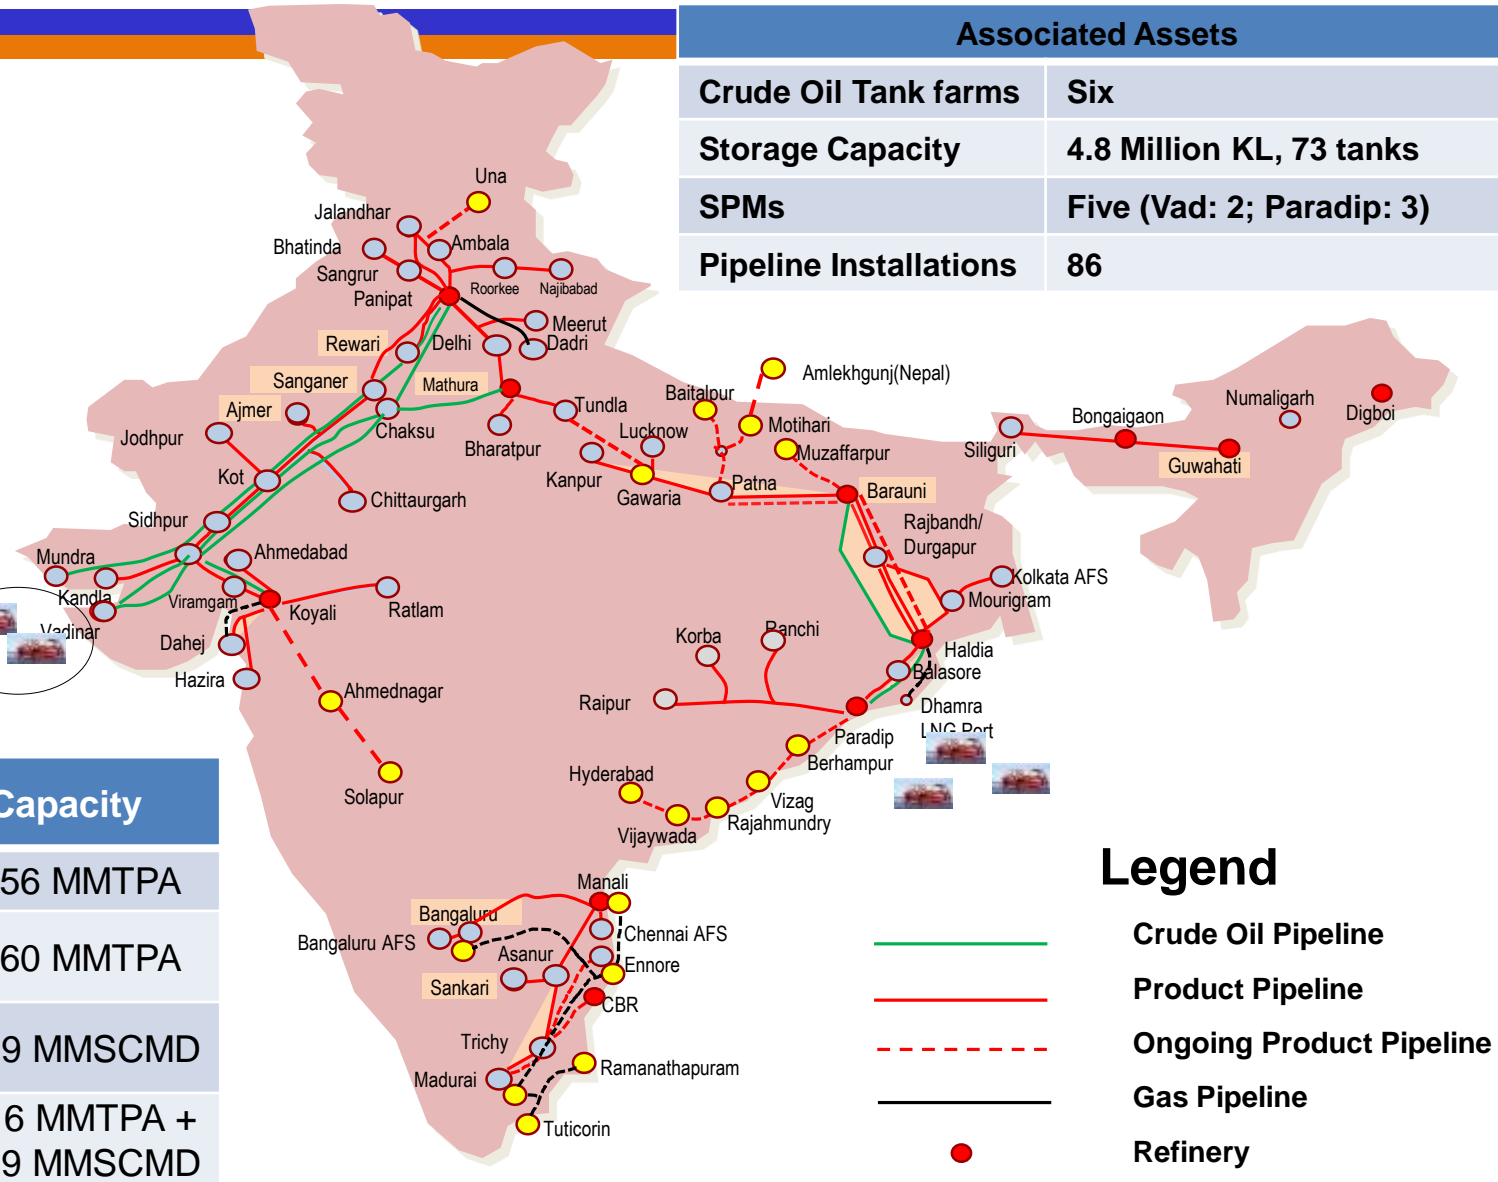 Associated Assets
Crude Oil Tank farms Six
Storage Capacity 4.8 Million KL, 73 tanks
SPMs Five (Vad: 2; Paradip: 3)
Pipeline Installations 86
Una
Jalandhar
Bhatinda
Ambala
Sangrur
Panipat
Roorkee
Najibabad
Meerut
Rewari
Delhi
Dadri
Sanganer
Mathura
Ajmer
Tundla
Jodhpur
Chaksu
Bharatpur
Lucknow
Kot
Kanpur
Chittaurgarh
Gawaria
Baitalpur
Amlekhgunj(Nepal)
Motihari
Muzaffarpur
Patna
Barauni
Siliguri
Bongaigaon
Guwahati
Numaligarh
Digboi
Sidhpur
Rajbandh/
Durgapur
Mundra
Ahmedabad
Kandla
Viramgam
Koyali
Ratlam
Kolkata AFS
Mourigram
Vadinar
Dahej
Hazira
Korba
Ranchi
Haldia
Balasore
Ahmednagar
Raipur
Dhamra
LNG Port
Paradip
Berhampur
Solapur
Hyderabad
Vizag
Rajahmundry
Vijaywada
Capacity
56 MMTPA
60 MMTPA
9 MMSCMD
6 MMTPA +
9 MMSCMD
Manali
Bangaluru
Bangaluru AFS
Chennai AFS
Asanur
Ennore
Sankari
CBR
Trichy
Madurai
Ramanathapuram
Tuticorin
Legend
Crude Oil Pipeline
Product Pipeline
Ongoing Product Pipeline
Gas Pipeline
Refinery